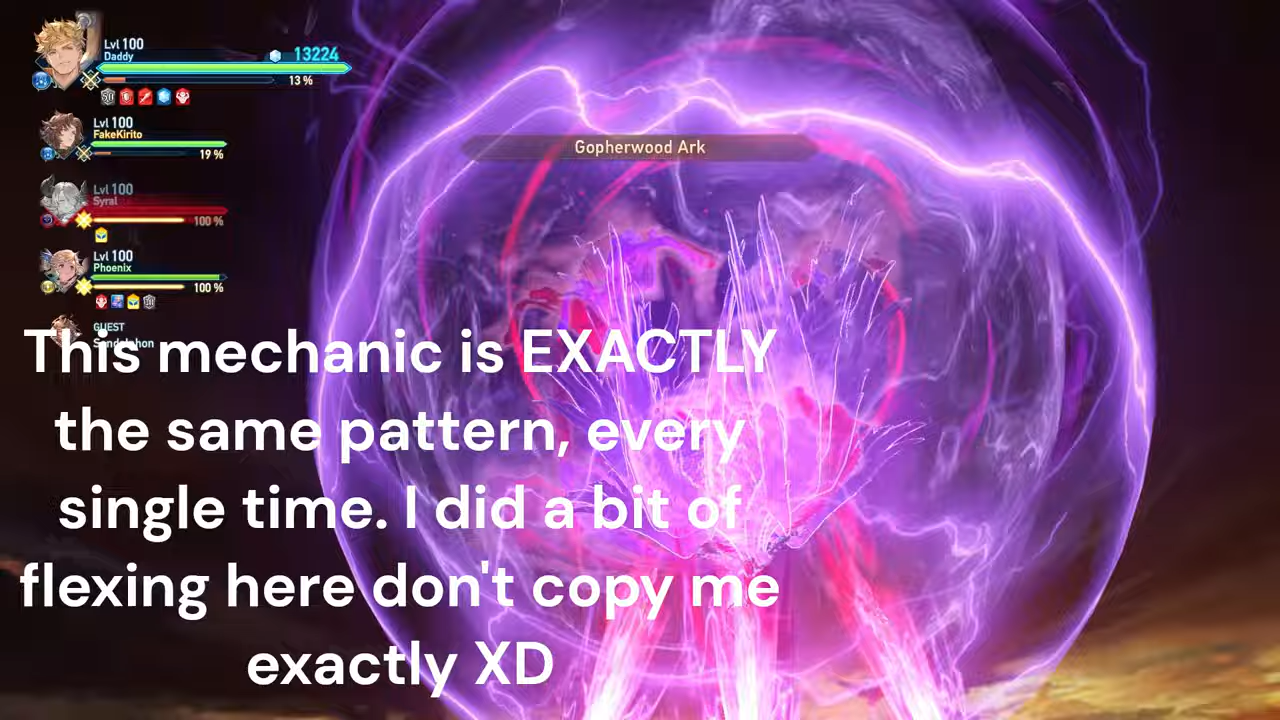 Lvl 100
Daddy
13224
13%
Lvl 100
FakeKirito
19%
Gopherwood Ark
Lvl 100
Syral
100%
Lvl 100
Phoenix
100%
GUEST
Sandalphon
This mechanic is EXACTLY
the same pattern, every
single time. I did a bit of
flexing here don't copy me
exactly XD